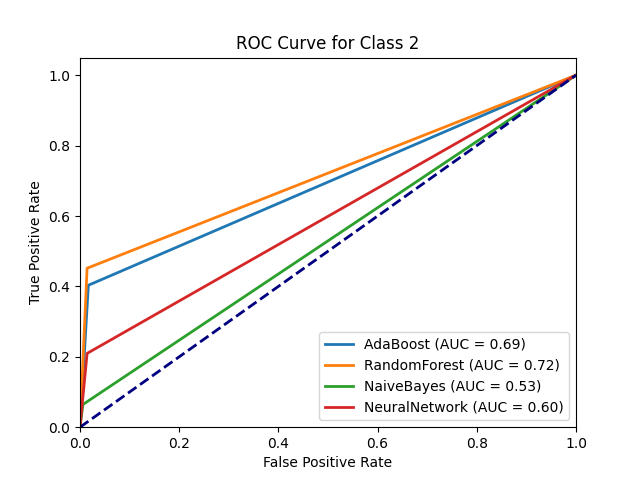 ROC Curve for Class 2
True Positive Rate
1.0
0.8
0.6
0.4
0.2
0.0
AdaBoost (AUC = 0.69)
RandomForest (AUC = 0.72)
NaiveBayes (AUC = 0.53)
NeuralNetwork (AUC = 0.60)
0.0 0.2 0.4 0.6 0.8 1.0
False Positive Rate